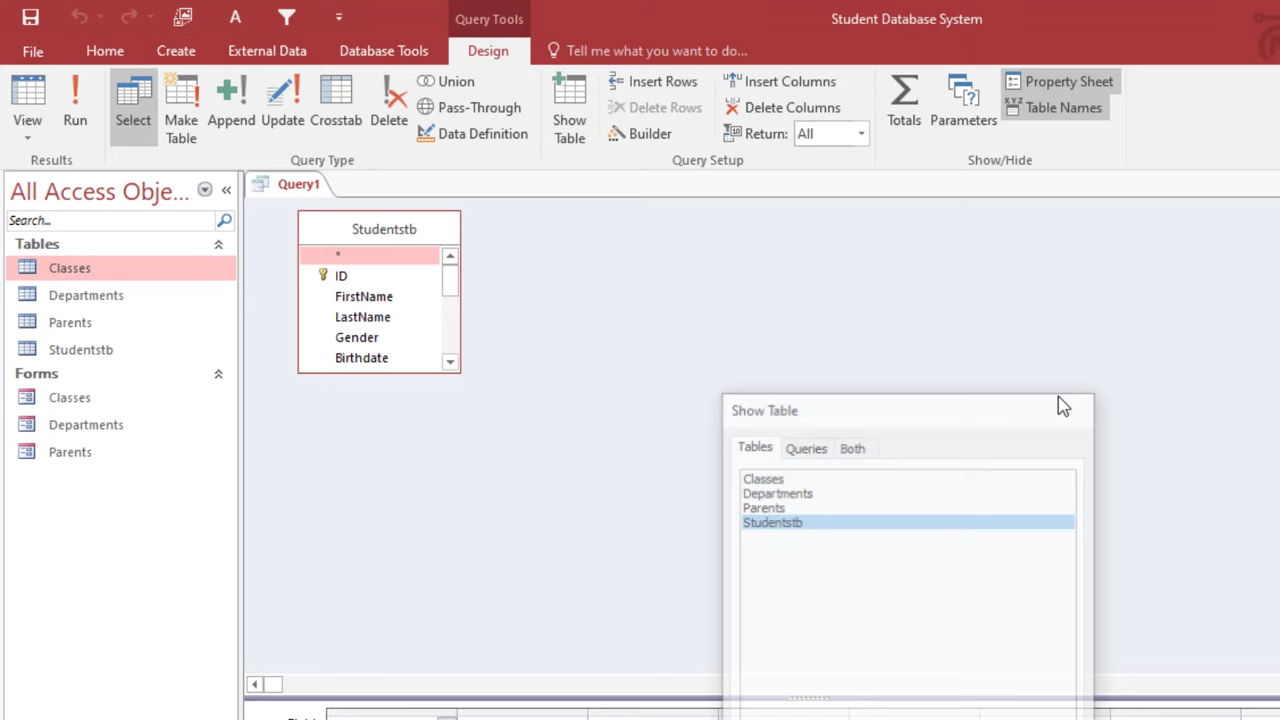 A
Query Tools
Student Database System
File
Home
Create
External Data
Database Tools
Design
Tell me what you want to do...
View
Run
Select
Make Table
Append
Update
Crosstab
Delete
Union
Pass-Through
Data Definition
Show Table
Insert Rows
Delete Rows
Builder
Insert Columns
Delete Columns
Return: All
Totals
Parameters
Property Sheet
XYZ Table Names
Results
Query Type
Query Setup
Show/Hide
All Access Obje...
Search...
Tables
Classes
Departments
Parents
Studentstb
Forms
Classes
Departments
Parents
Query1
Studentstb
*
ID
FirstName
LastName
Gender
Birthdate
Show Table
Tables Queries Both
Classes
Departments
Parents
Studentstb